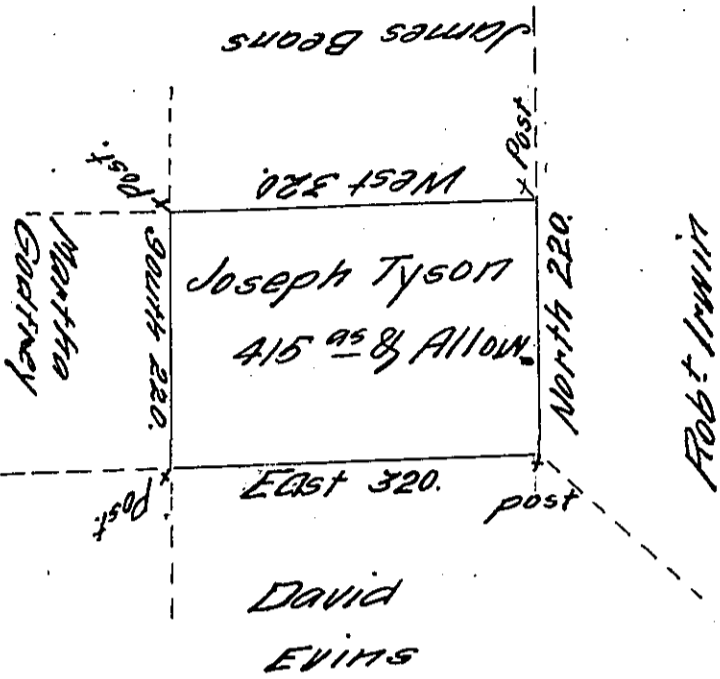 James Beans
Post.
Post
West 320.
Martha
Godfrey
South 220.
Joseph Tyson
415 as & Allow.
North 220.
Robt Irwin
Post.
East 320.
post
David
Evins